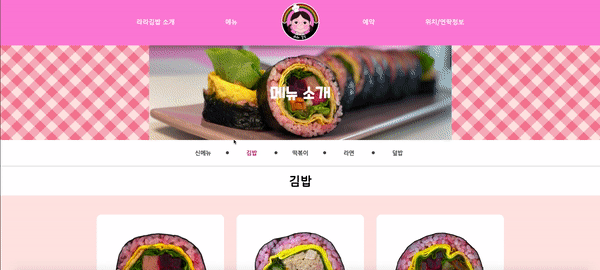 라라김밥 소개
메뉴
예약
위치/연락정보
메뉴 소개
신메뉴 • 김밥 • 떡볶이 • 라면 • 덮밥
김밥